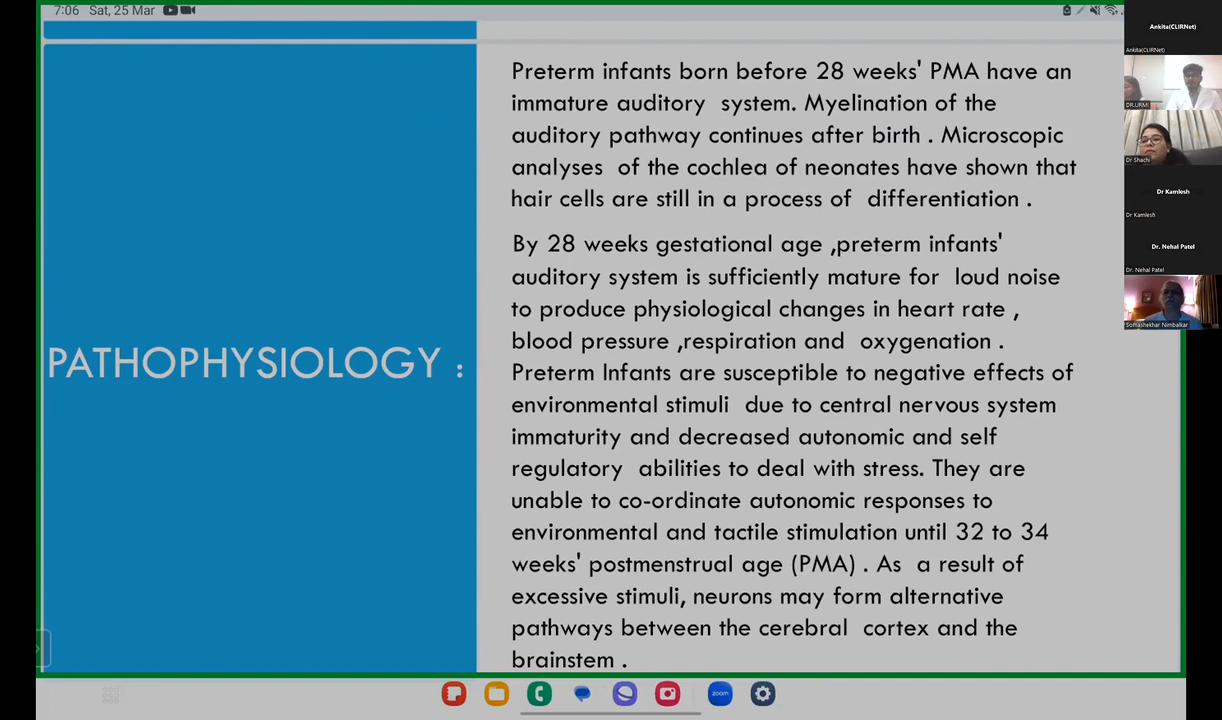 7:06 Sat, 25 Mar
Preterm infants born before 28 weeks' PMA have an
immature auditory system. Myelination of the
auditory pathway continues after birth . Microscopic
analyses of the cochlea of neonates have shown that
hair cells are still in a process of differentiation .
By 28 weeks gestational age ,preterm infants'
auditory system is sufficiently mature for loud noise
to produce physiological changes in heart rate ,
blood pressure ,respiration and oxygenation .
Preterm Infants are susceptible to negative effects of
environmental stimuli due to central nervous system
immaturity and decreased autonomic and self
regulatory abilities to deal with stress. They are
unable to co-ordinate autonomic responses to
environmental and tactile stimulation until 32 to 34
weeks' postmenstrual age (PMA) . As a result of
excessive stimuli, neurons may form alternative
pathways between the cerebral cortex and the
brainstem .
PATHOPHYSIOLOGY :
zoom
Ankita(CLIRNet)
Ankita(CLIRNet)
DR.URMI
Dr Shachi
Dr Kamlesh
Dr Kamlesh
Dr. Nehal Patel
Dr. Nehal Patel
Somashekhar Nimbalkar